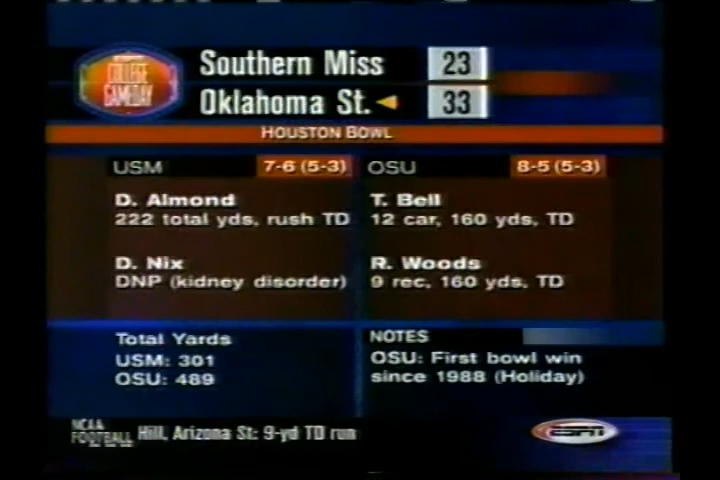 COLLEGE
GAMEDAY
Southern Miss 23
Oklahoma St. 33
HOUSTON BOWL
USM 7-6 (5-3)
D. Almond
222 total yds, rush TD
D. Nix
DNP (kidney disorder)
OSU 8-5 (5-3)
T. Bell
12 car, 160 yds, TD
R. Woods
9 rec, 160 yds, TD
Total Yards
USM: 301
OSU: 489
NOTES
OSU: First bowl win
since 1988 (Holiday)
NCAA
FOOTBALL
Hill, Arizona St: 9-yd TD run
ESPN